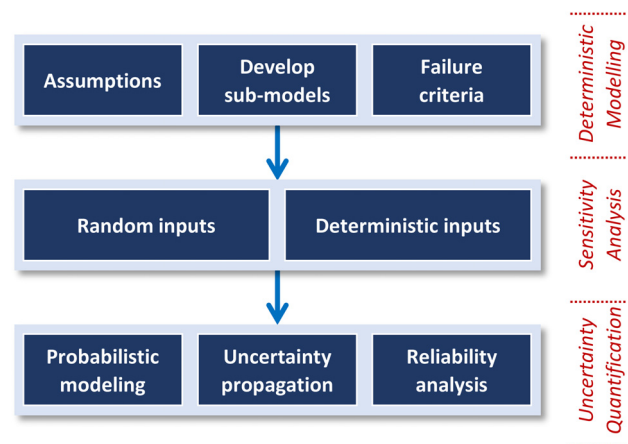 Assumptions
Develop
sub-models
Failure
criteria
Deterministic
Modelling
Random inputs
Deterministic inputs
Sensitivity
Analysis
Probabilistic
modeling
Uncertainty
propagation
Reliability
analysis
Uncertainty
Quantification